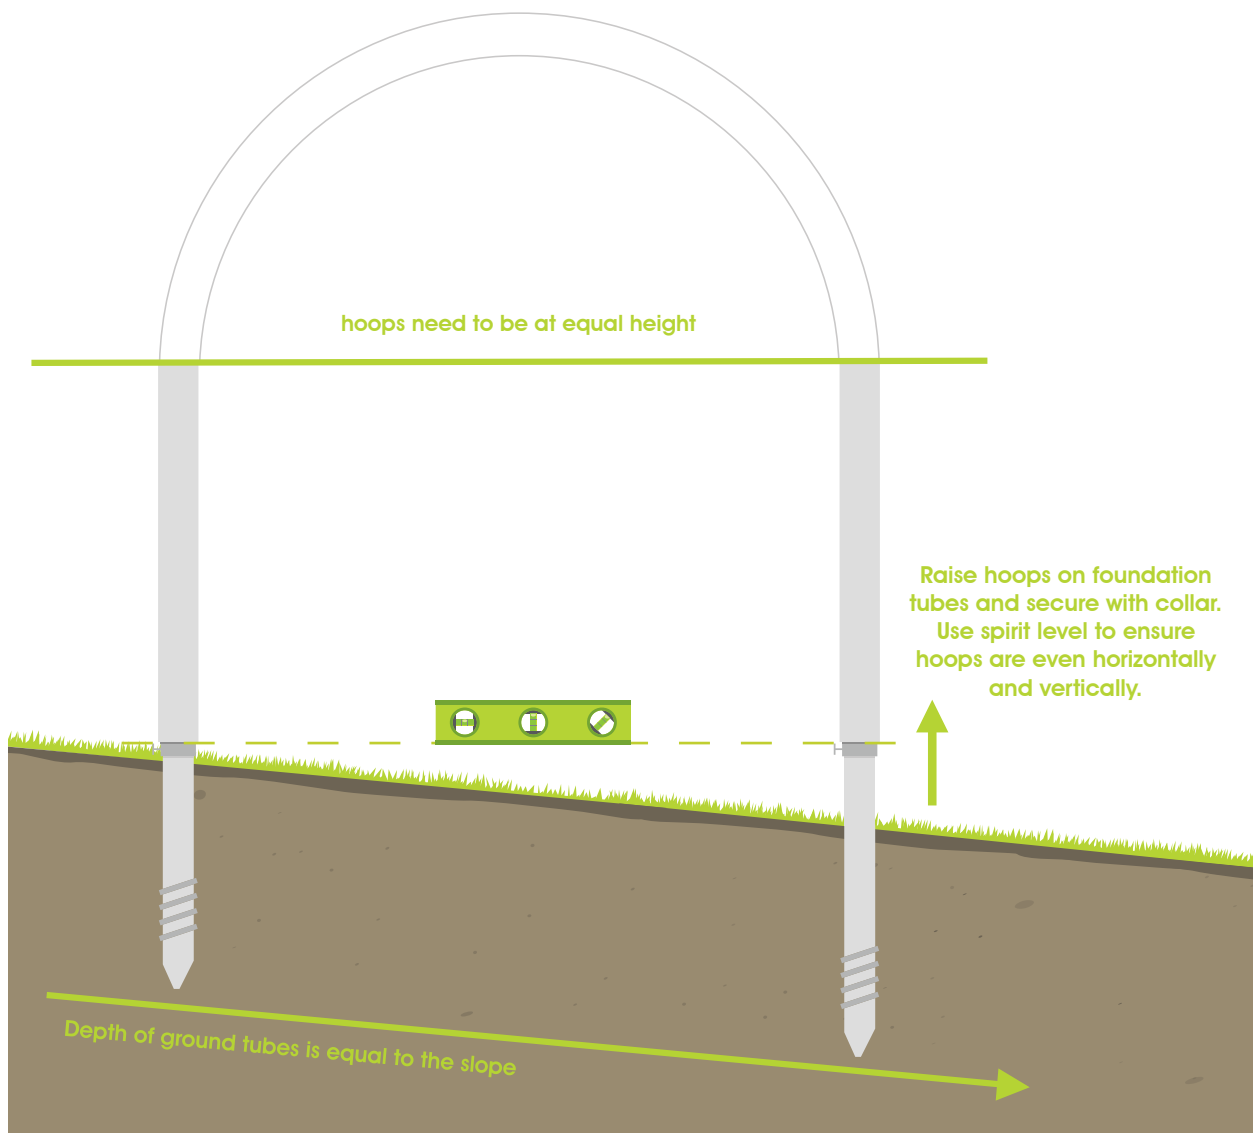 hoops need to be at equal height
Raise hoops on foundation
tubes and secure with collar.
Use spirit level to ensure
hoops are even horizontally
and vertically.
Depth of ground tubes is equal to the slope